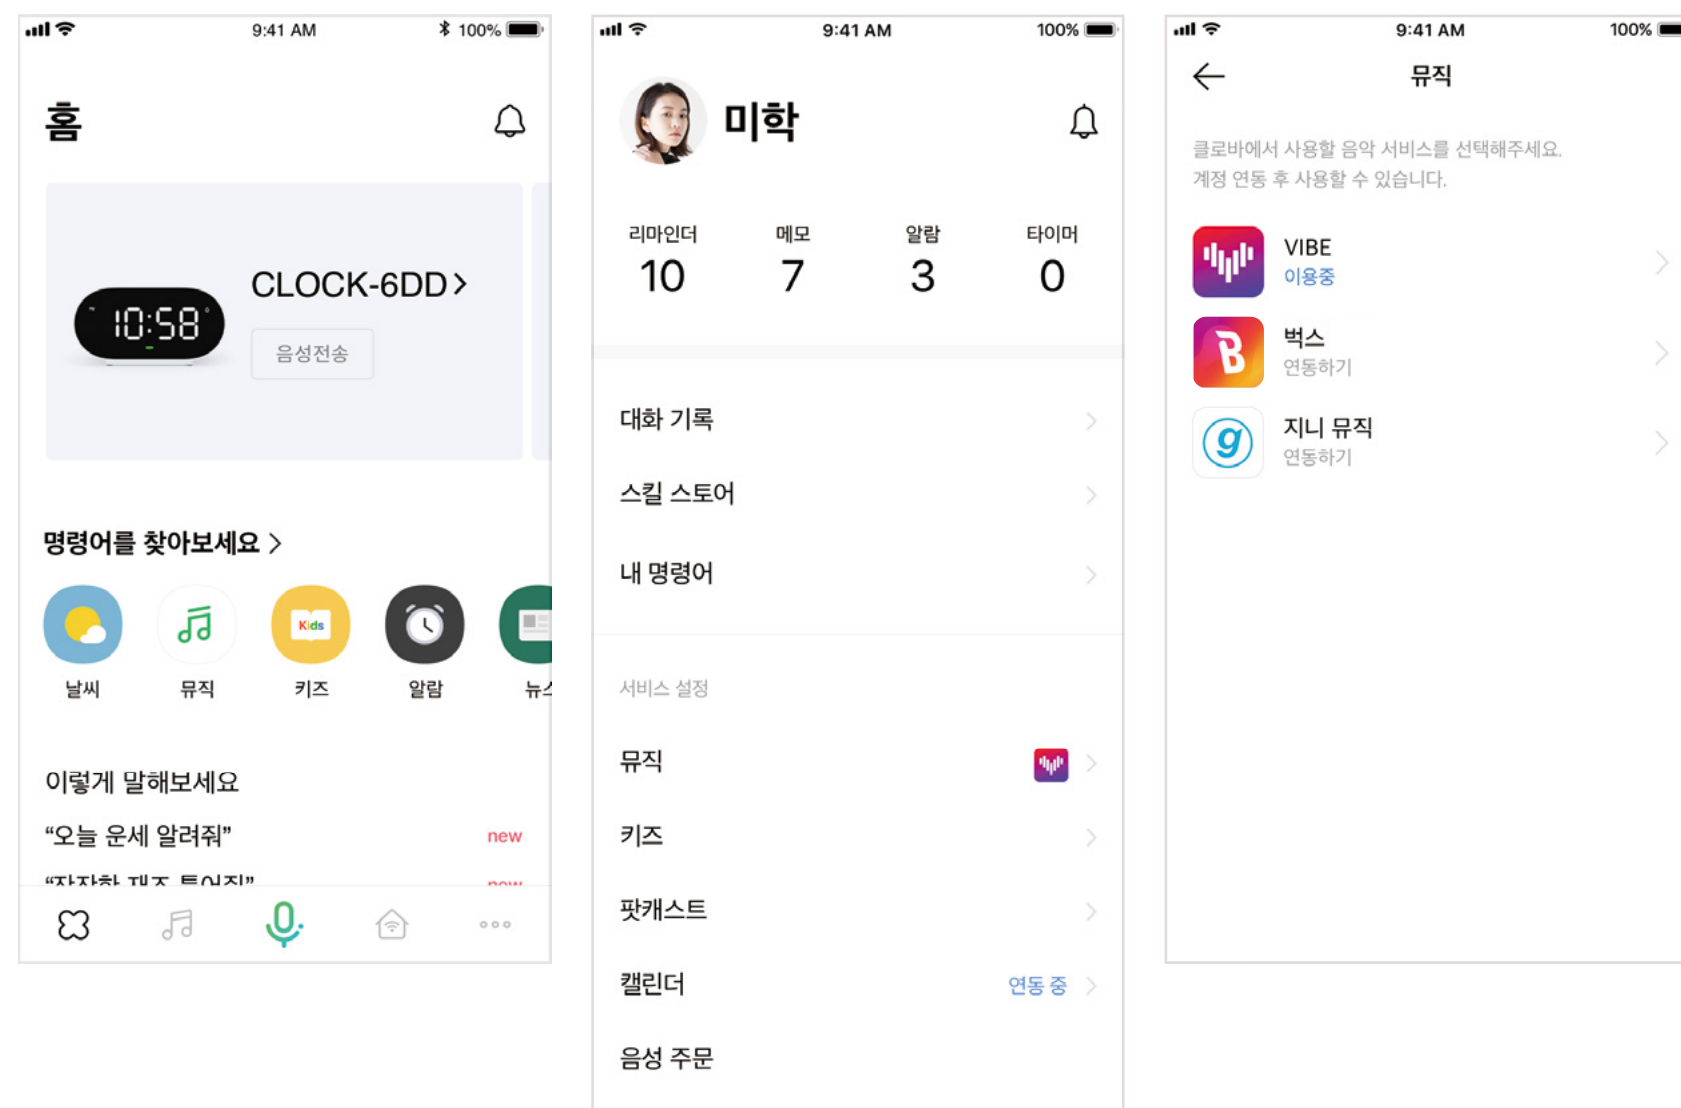 9:41 AM
100%
홈
10:58
CLOCK-6DD
음성전송
명령어를 찾아보세요
Kids
날씨
뮤직
키즈
알람
이렇게 말해보세요
“오늘 운세 알려줘”
new
new
9:41 AM
100%
미학
리마인더
메모
알람
타이머
10
7
3
0
대화 기록
스킬 스토어
내 명령어
서비스 설정
뮤직
키즈
팟캐스트
캘린더
연동 중
음성 주문
9:41 AM
100%
뮤직
클로바에서 사용할 음악 서비스를 선택해주세요.
계정 연동 후 사용할 수 있습니다.
VIBE
이용중
B
벅스
연동하기
g
지니 뮤직
연동하기